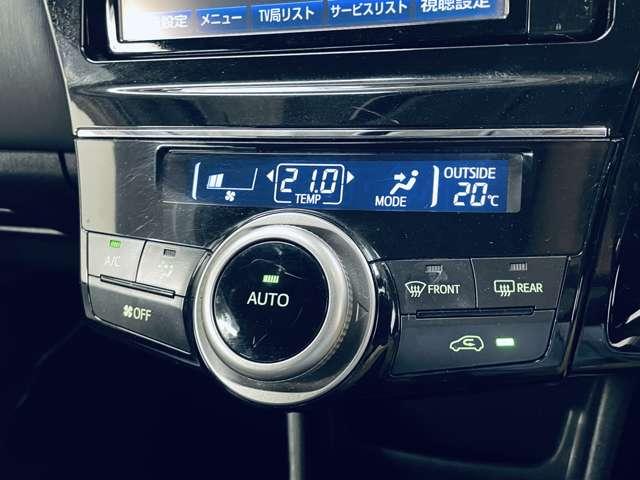 設定 メニュー TV局リスト サービスリスト 視聴設定
21.0
TEMP
MODE
OUTSIDE
20℃
A/C
AUTO
FRONT
REAR
OFF